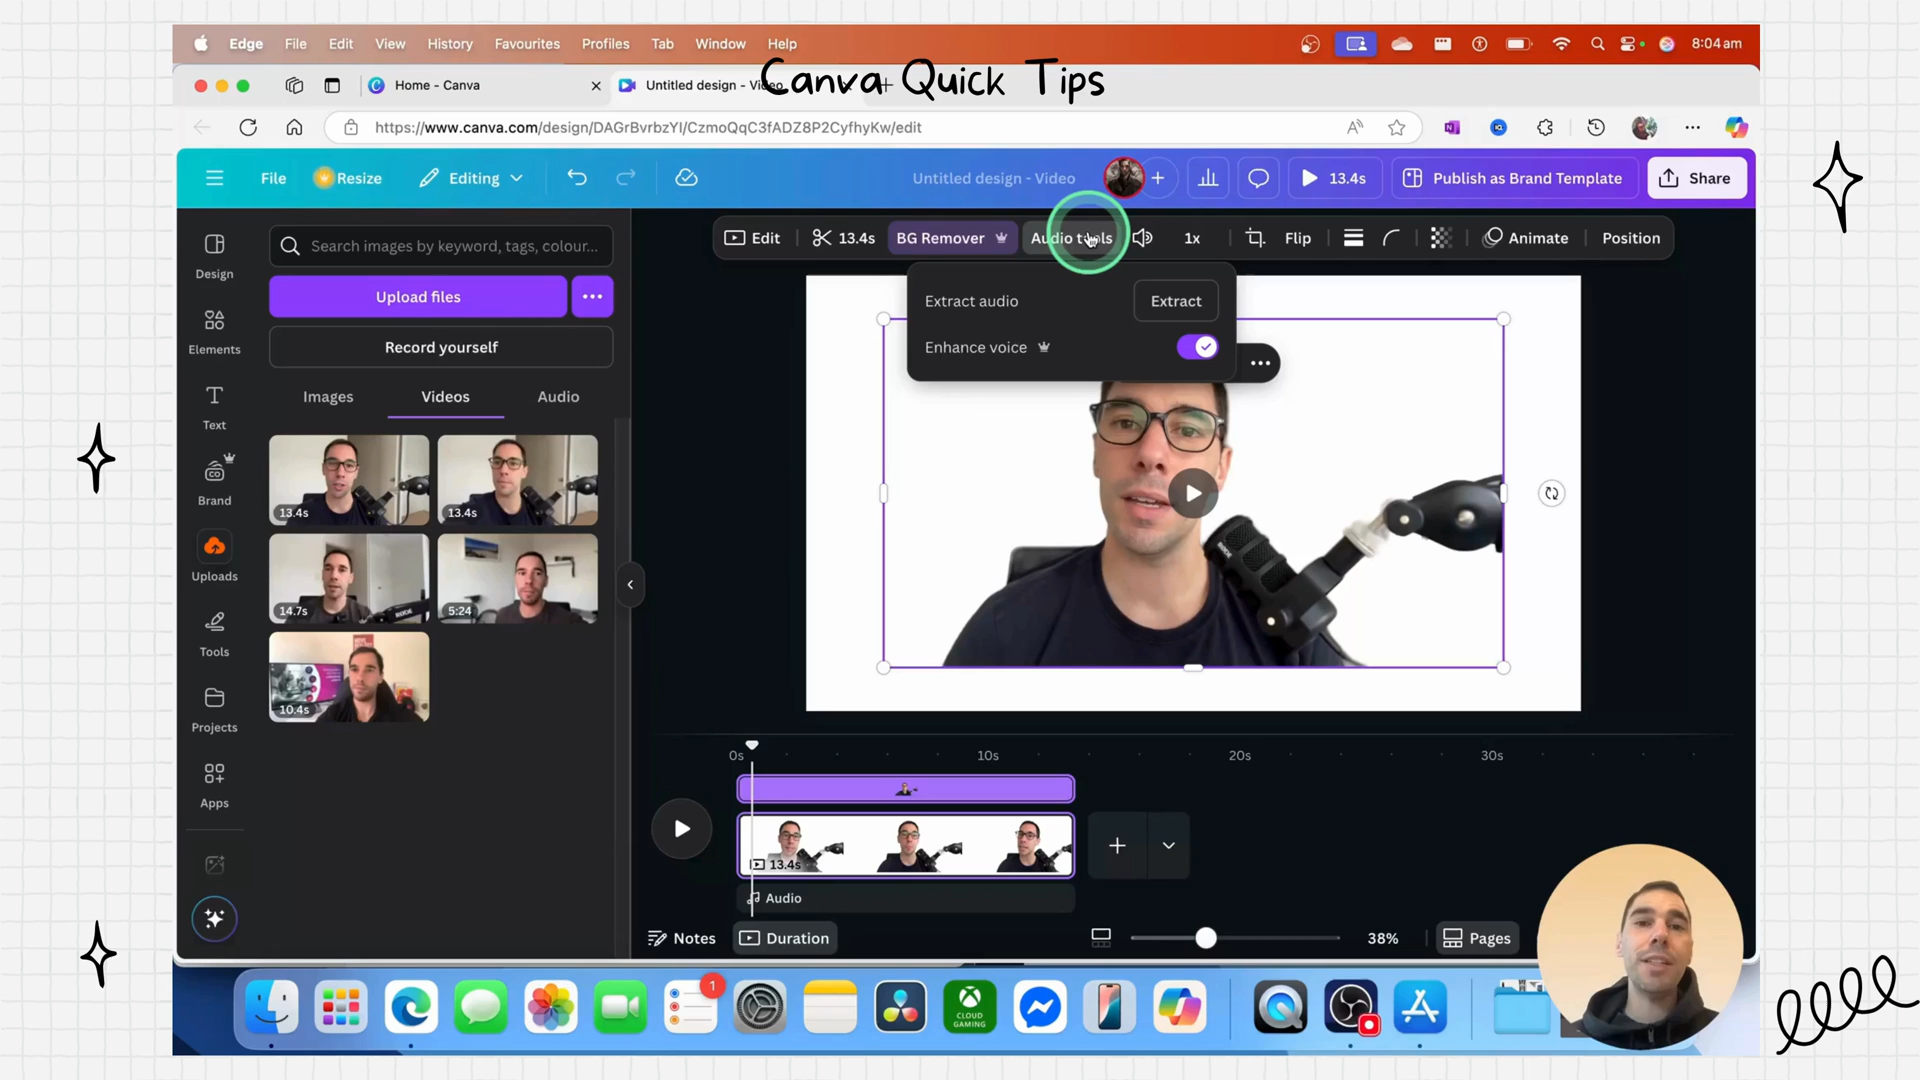 Edge File Edit View History Favourites Profiles Tab Window Help 8:04 am
Canva Quick Tips
Home - Canva Untitled design - Video
https://www.canva.com/design/DAGrBvrbzYI/CzmoQqC3fADZ8P2CyfhyKw/edit
File Resize Editing Untitled design - Video 13.4s Publish as Brand Template Share
Search images by keyword, tags, colour...
Edit 13.4s BG Remover Audio tools 1x Flip Animate Position
Design
Upload files
Extract audio Extract
Elements
Record yourself
Enhance voice
Images Videos Audio
Text
Brand
13.4s 13.4s
Uploads
14.7s 5:24
RODE
Tools
10.4s
Projects
0s 10s 20s 30s
Apps
13.4s
Audio
Notes Duration 38% Pages
1
CLOUD GAMING